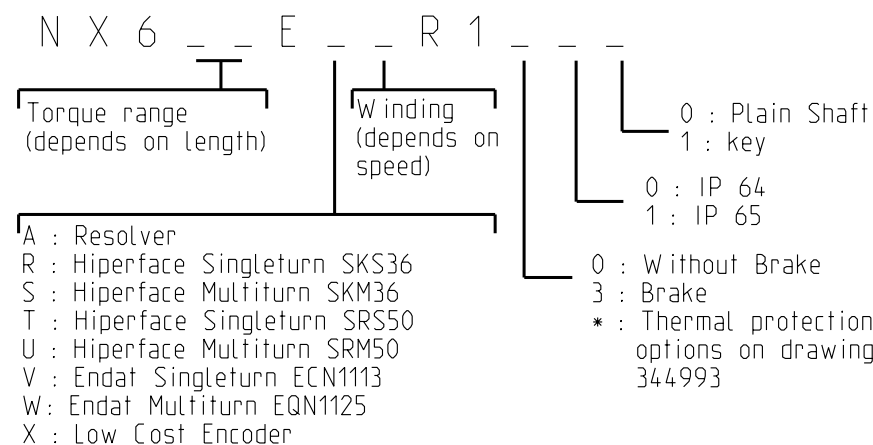 NX6 _ _ E _ _ R1 _ _ _
Torque range
(depends on length)
Winding
(depends on
speed)
0 : Plain Shaft
1 : key
0 : IP 64
1 : IP 65
A : Resolver
R : Hiperface Singleturn SKS36
S : Hiperface Multiturn SKM36
T : Hiperface Singleturn SRS50
U : Hiperface Multiturn SRM50
V : Endat Singleturn ECN1113
W: Endat Multiturn EQN1125
X : Low Cost Encoder
0 : Without Brake
3 : Brake
* : Thermal protection
options on drawing
344993